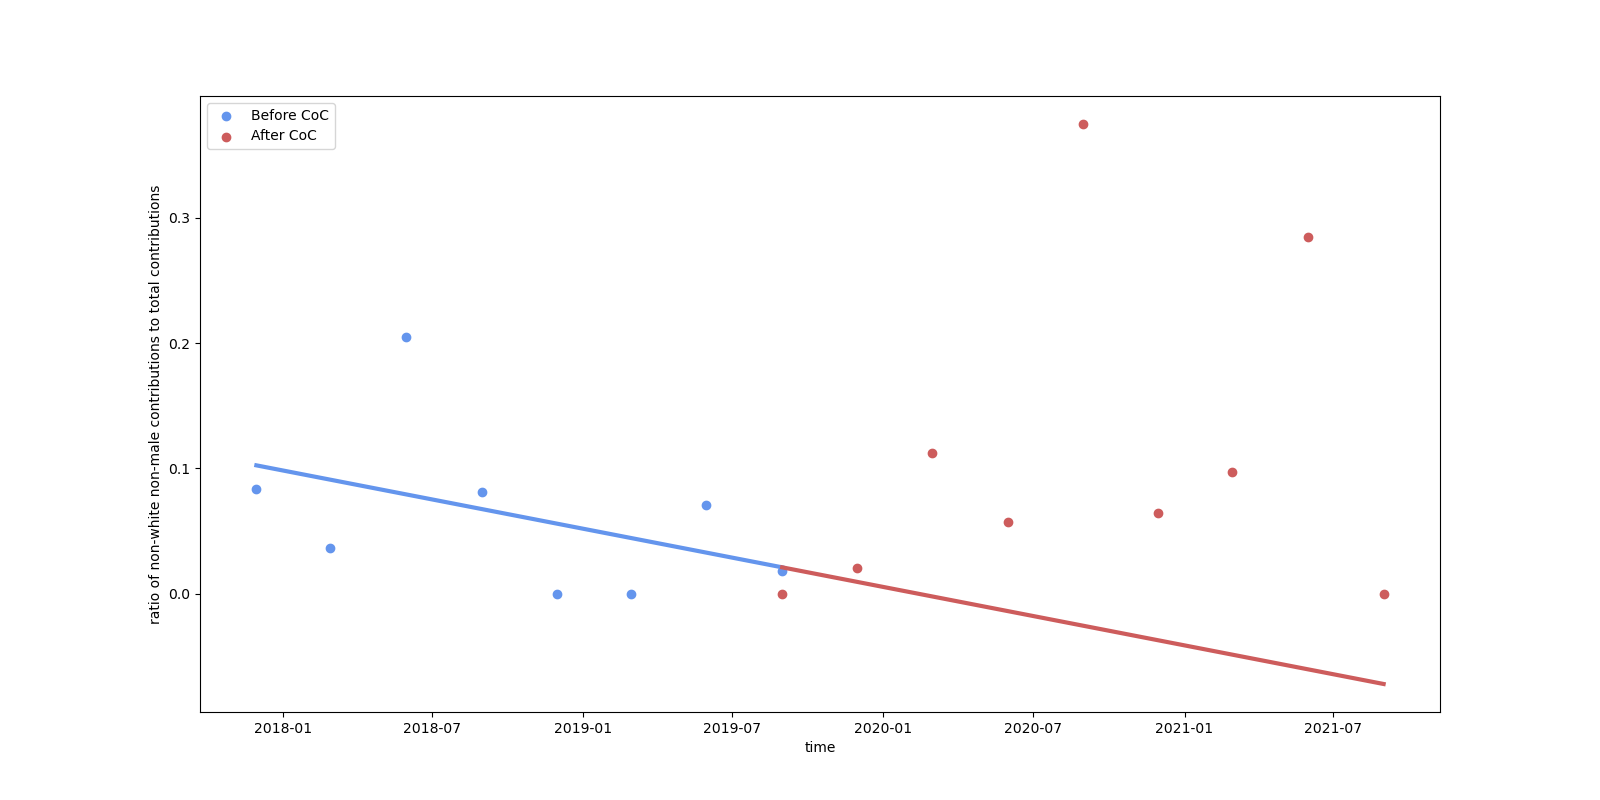 Before CoC
After CoC
ratio of non-white non-male contributions to total contributions
0.3
0.2
0.1
0.0
2018-01 2018-07 2019-01 2019-07 2020-01 2020-07 2021-01 2021-07
time